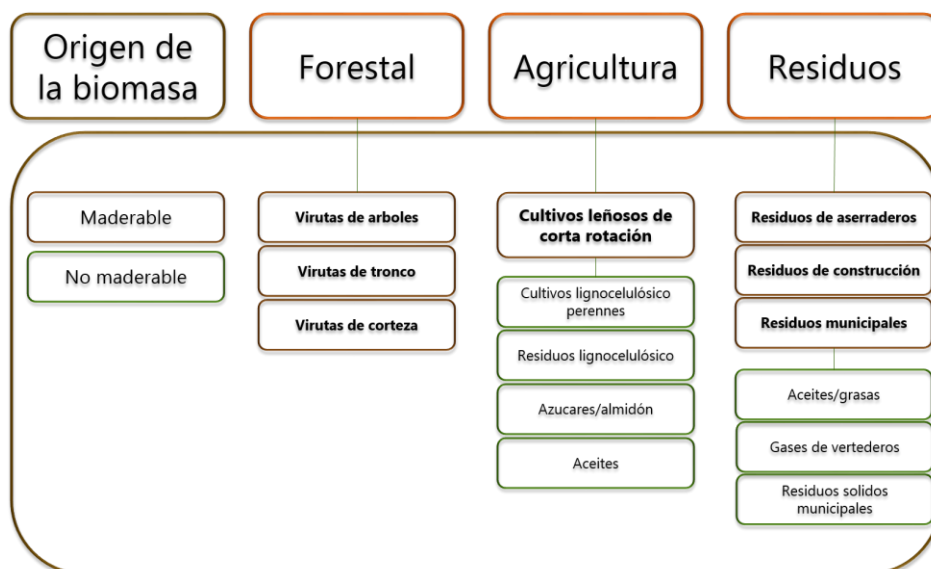 Origen de
la biomasa
Forestal
Agricultura
Residuos
Maderable
No maderable
Virutas de arboles
Virutas de tronco
Virutas de corteza
Cultivos leñosos de
corta rotación
Cultivos lignocelulósico
perennes
Residuos lignocelulósico
Azucares/almidón
Aceites
Residuos de aserraderos
Residuos de construcción
Residuos municipales
Aceites/grasas
Gases de vertederos
Residuos solidos
municipales